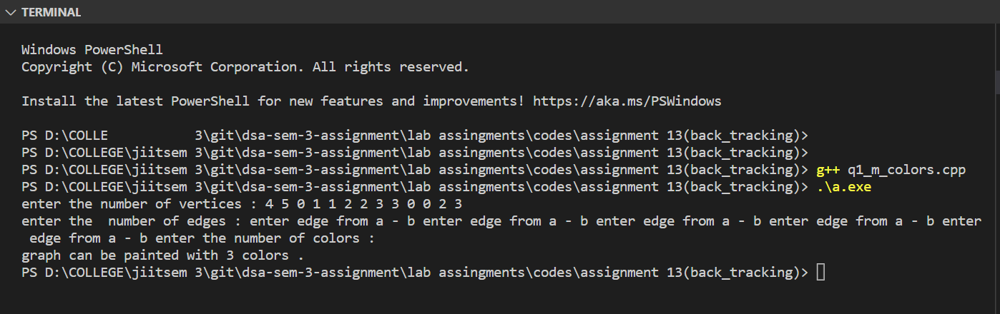 TERMINAL
Windows PowerShell
Copyright (C) Microsoft Corporation. All rights reserved.
Install the latest PowerShell for new features and improvements! https://aka.ms/PSWindows
PS D:\COLLE          3\git\dsa-sem-3-assignment\lab assingments\codes\assignment 13(back_tracking)>
PS D:\COLLEGE\jiitsem 3\git\dsa-sem-3-assignment\lab assingments\codes\assignment 13(back_tracking)>
PS D:\COLLEGE\jiitsem 3\git\dsa-sem-3-assignment\lab assingments\codes\assignment 13(back_tracking)> g++ q1_m_colors.cpp
PS D:\COLLEGE\jiitsem 3\git\dsa-sem-3-assignment\lab assingments\codes\assignment 13(back_tracking)> .\a.exe
enter the number of vertices : 4 5 0 1 1 2 2 3 3 0 0 2 3
enter the  number of edges : enter edge from a - b enter edge from a - b enter edge from a - b enter edge from a - b enter
 edge from a - b enter the number of colors :
graph can be painted with 3 colors .
PS D:\COLLEGE\jiitsem 3\git\dsa-sem-3-assignment\lab assingments\codes\assignment 13(back_tracking)>